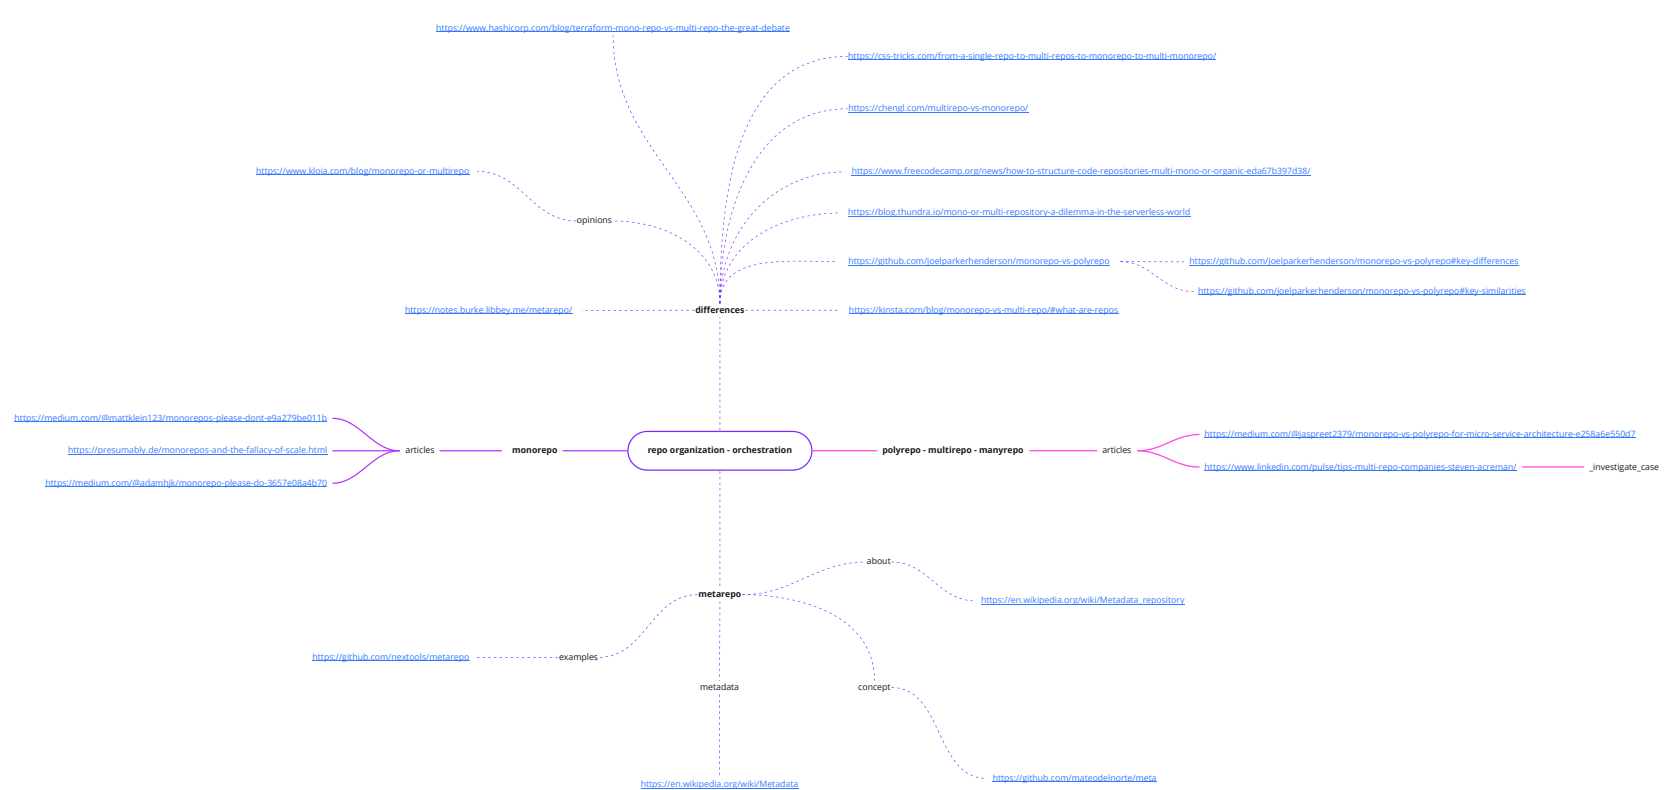 https://www.hashicorp.com/blog/terraform-mono-repo-vs-multi-repo-the-great-debate
https://css-tricks.com/from-a-single-repo-to-multi-repos-to-monorepo-to-multi-monorepo/
https://chengl.com/multirepo-vs-monorepo/
https://www.kloia.com/blog/monorepo-or-multirepo
https://www.freecodecamp.org/news/how-to-structure-code-repositories-multi-mono-or-organic-eda67b397d38/
https://blog.thundra.io/mono-or-multi-repository-a-dilemma-in-the-serverless-world
opinions
https://github.com/joelparkerhenderson/monorepo-vs-polyrepo
https://github.com/joelparkerhenderson/monorepo-vs-polyrepo#key-differences
https://github.com/joelparkerhenderson/monorepo-vs-polyrepo#key-similarities
https://notes.burke.libbey.me/metarepo/
differences
https://kinsta.com/blog/monorepo-vs-multi-repo/#what-are-repos
https://medium.com/@mattklein123/monorepos-please-dont-e9a279be011b
https://presumably.de/monorepos-and-the-fallacy-of-scale.html
https://medium.com/@adamhjk/monorepo-please-do-3657e08a4b70
articles
monorepo
repo organization - orchestration
polyrepo - multirepo - manyrepo
articles
https://medium.com/@jaspreet2379/monorepo-vs-polyrepo-for-micro-service-architecture-e258a6e550d7
https://www.linkedin.com/pulse/tips-multi-repo-companies-steven-acreman/
_investigate_case
about
metarepo
https://en.wikipedia.org/wiki/Metadata_repository
https://github.com/nextools/metarepo
examples
metadata
concept
https://github.com/mateodelnorte/meta
https://en.wikipedia.org/wiki/Metadata